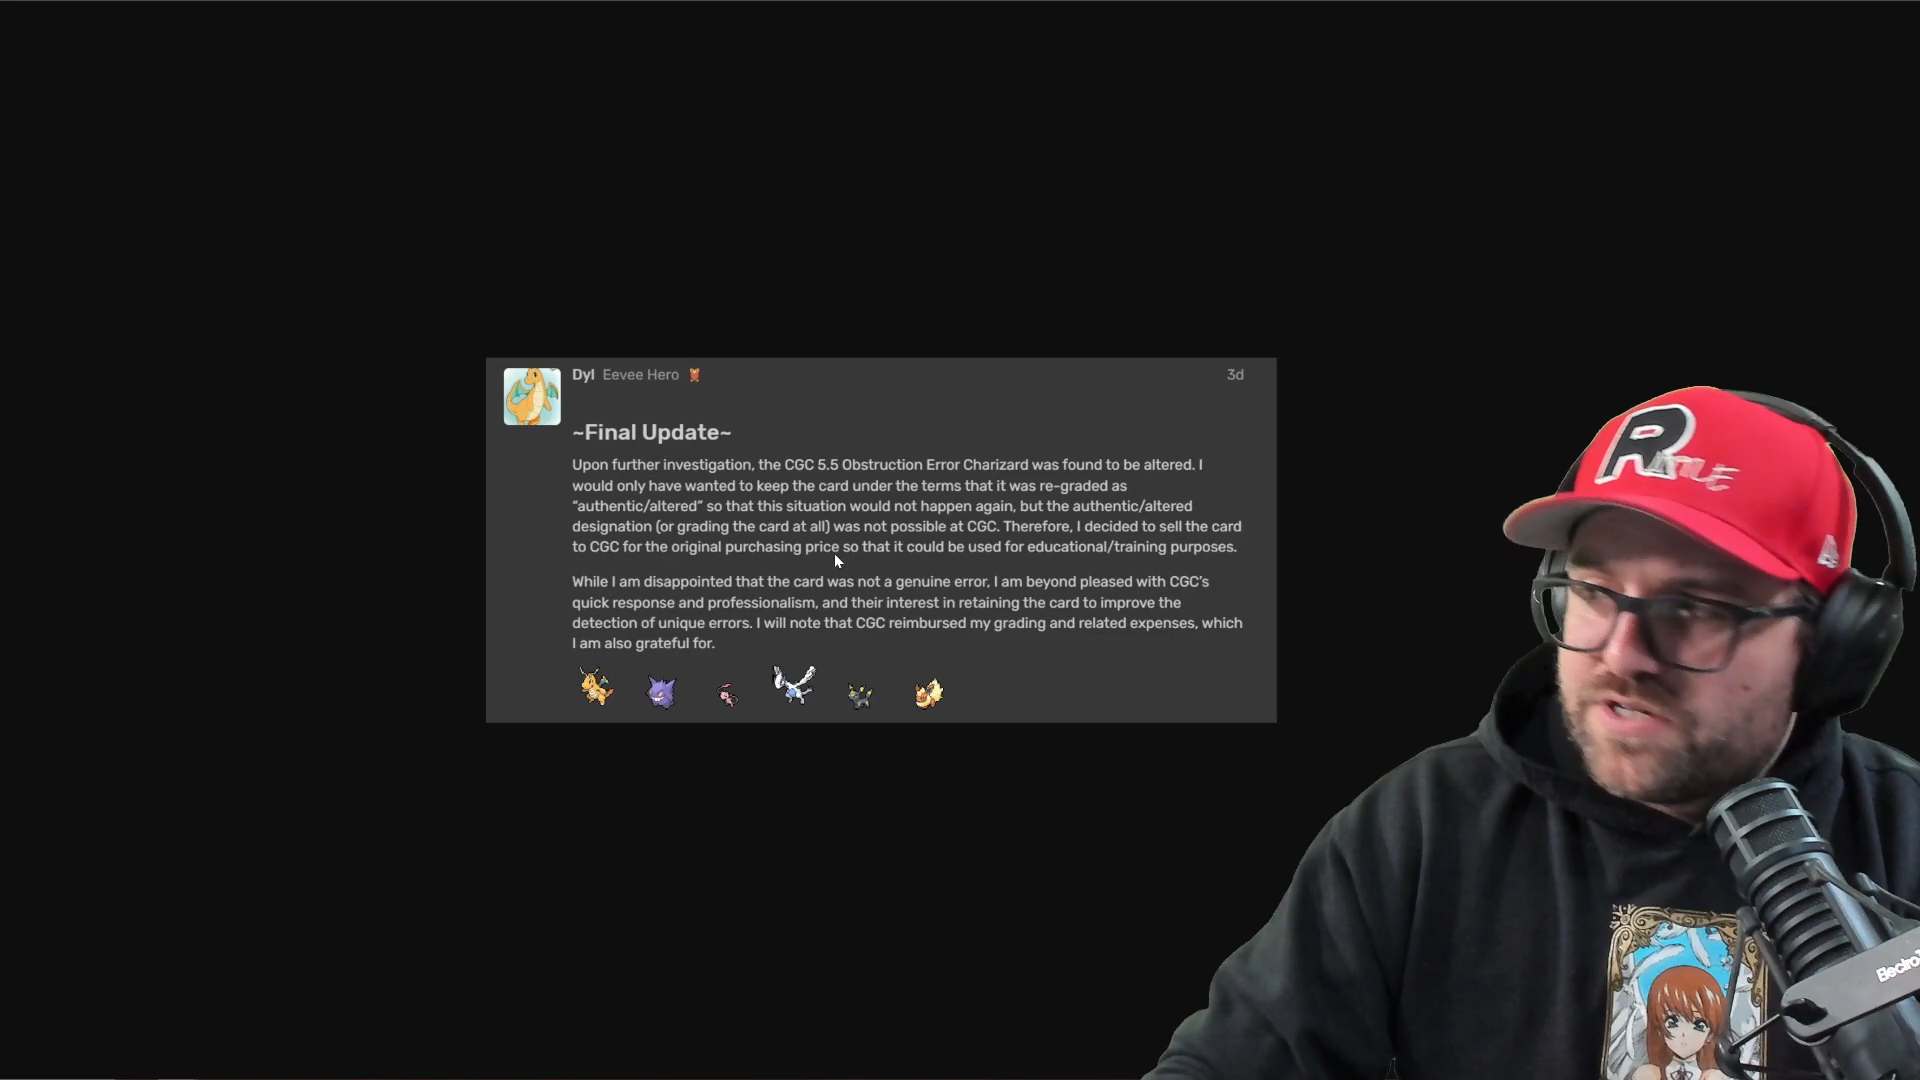 Dyl Eevee Hero 3d
~Final Update~
Upon further investigation, the CGC 5.5 Obstruction Error Charizard was found to be altered. I
would only have wanted to keep the card under the terms that it was re-graded as
“authentic/altered” so that this situation would not happen again, but the authentic/altered
designation (or grading the card at all) was not possible at CGC. Therefore, I decided to sell the card
to CGC for the original purchasing price so that it could be used for educational/training purposes.
While I am disappointed that the card was not a genuine error, I am beyond pleased with CGC’s
quick response and professionalism, and their interest in retaining the card to improve the
detection of unique errors. I will note that CGC reimbursed my grading and related expenses, which
I am also grateful for.
R